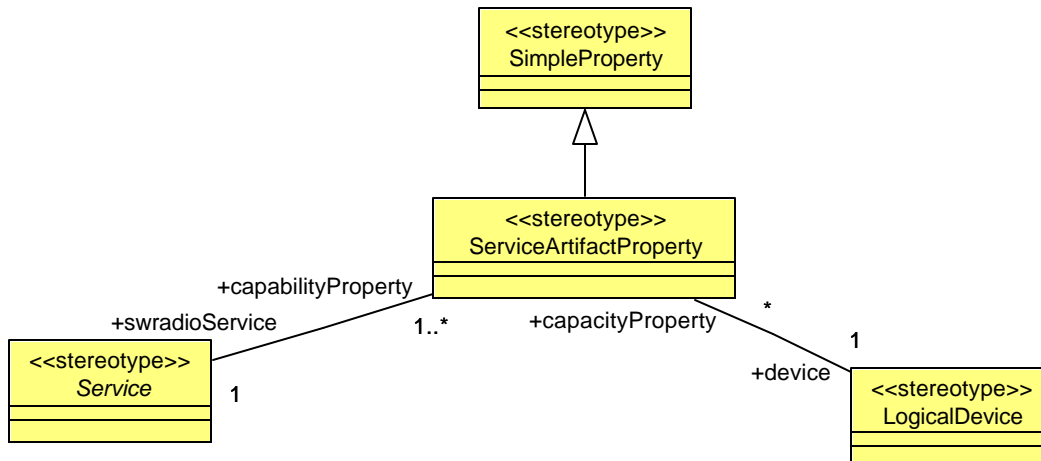 <<stereotype>>
SimpleProperty
<<stereotype>>
ServiceArtifactProperty
+capabilityProperty
+swradioService
1..*
+capacityProperty
*
1
<<stereotype>>
Service
1
+device
<<stereotype>>
LogicalDevice